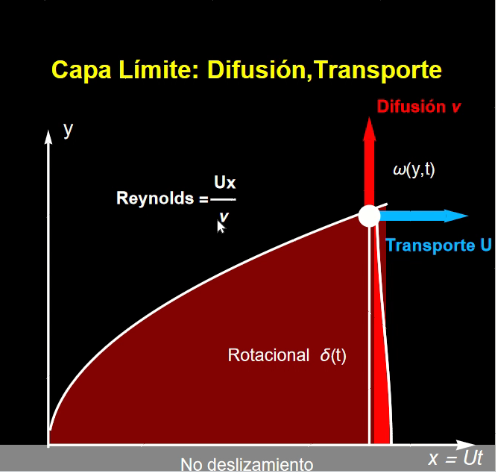 Capa Límite: Difusión,Transporte
Difusión ν
y
ω(y,t)
Reynolds = Ux
ν
Transporte U
Rotacional δ(t)
x = Ut
No deslizamiento